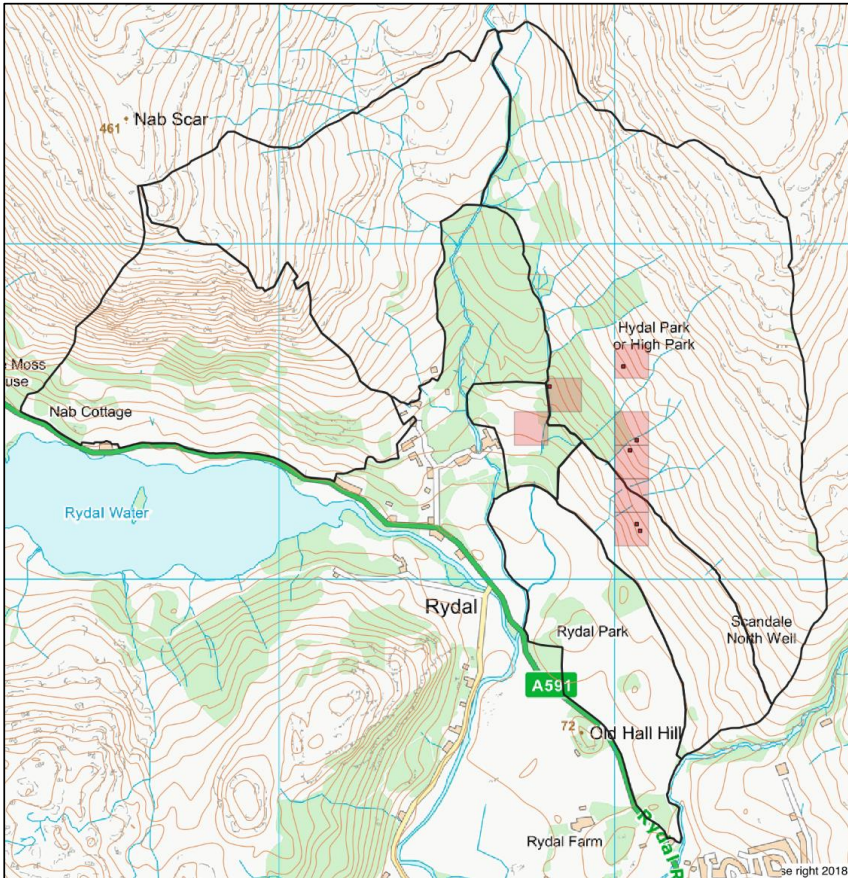 461
Nab Scar
Hydal Park
or High Park
Moss
use
Nab Cottage
Rydal Water
Rydal
Rydal Park
Scandale
North Well
A591
72
Old Hall Hill
Rydal Farm
Rydal R
se right 2018